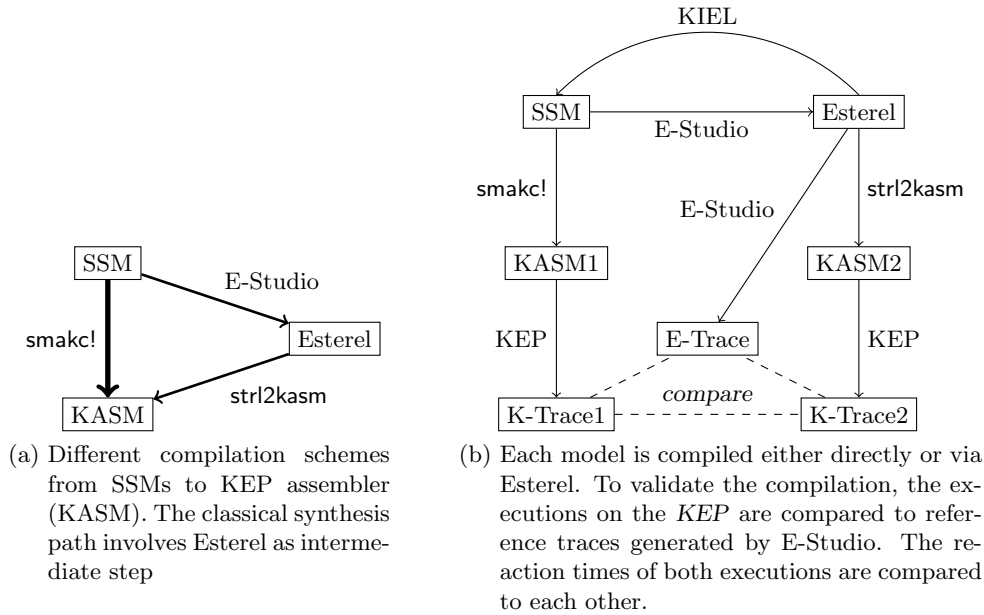 KIEL
SSM
Esterel
E-Studio
smakc!
E-Studio
strl2kasm
KASM1
KASM2
KEP
E-Trace
KEP
compare
K-Trace1
K-Trace2
SSM
E-Studio
smakc!
Esterel
strl2kasm
KASM
(a) Different compilation schemes
from SSMs to KEP assembler
(KASM). The classical synthesis
path involves Esterel as interme-
diate step
(b) Each model is compiled either directly or via
Esterel. To validate the compilation, the ex-
ecutions on the KEP are compared to refer-
ence traces generated by E-Studio. The re-
action times of both executions are compared
to each other.